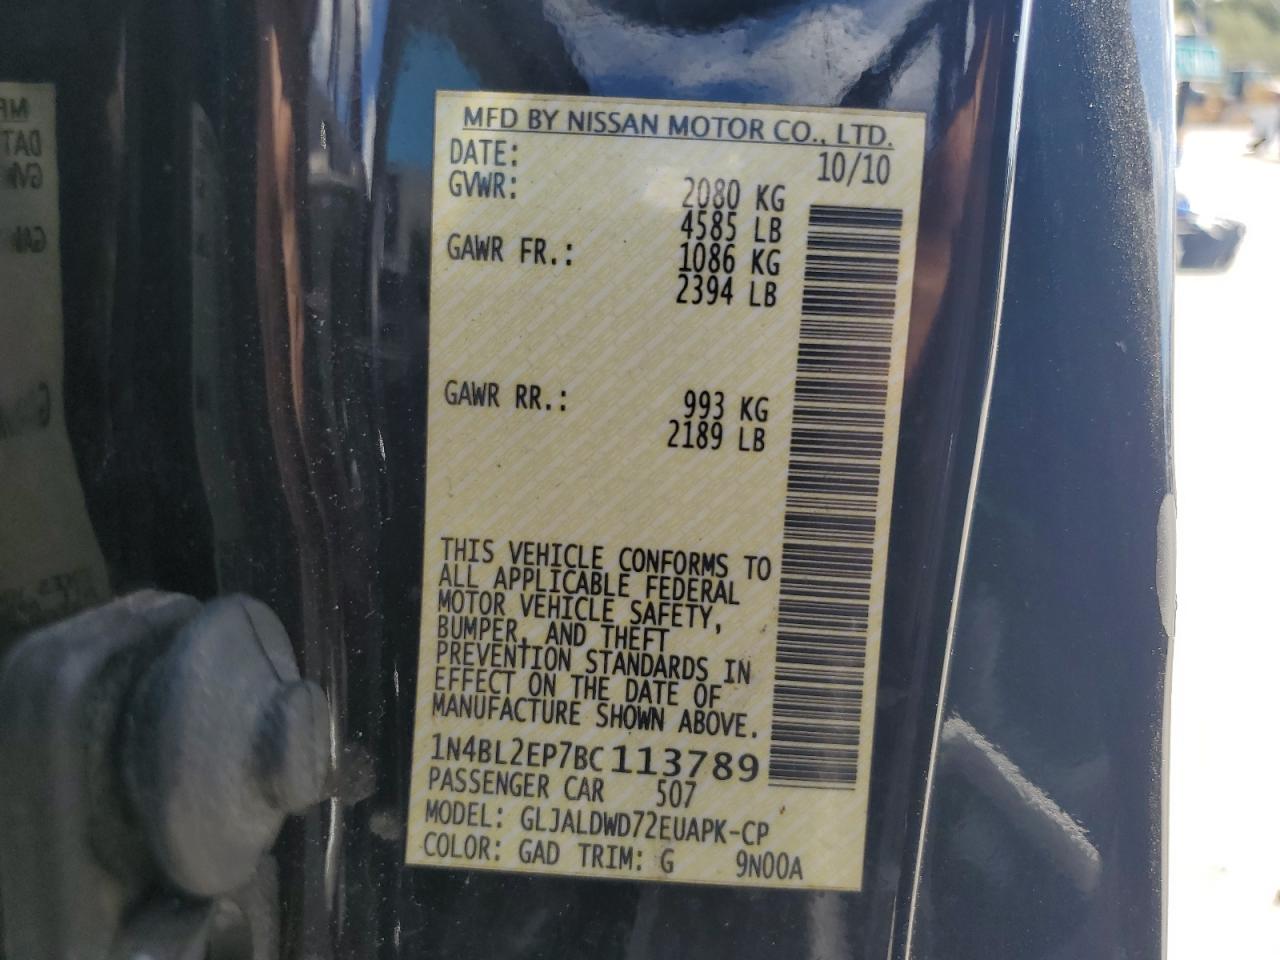 MFD BY NISSAN MOTOR CO., LTD.
DATE: 10/10
GVWR: 2080 KG
4585 LB
GAWR FR.: 1086 KG
2394 LB
GAWR RR.: 993 KG
2189 LB
THIS VEHICLE CONFORMS TO
ALL APPLICABLE FEDERAL
MOTOR VEHICLE SAFETY,
BUMPER, AND THEFT
PREVENTION STANDARDS IN
EFFECT ON THE DATE OF
MANUFACTURE SHOWN ABOVE.
1N4BL2EP7BC113789
PASSENGER CAR 507
MODEL: GLJALDWD72EUAPK-CP
COLOR: GAD TRIM: G 9N00A